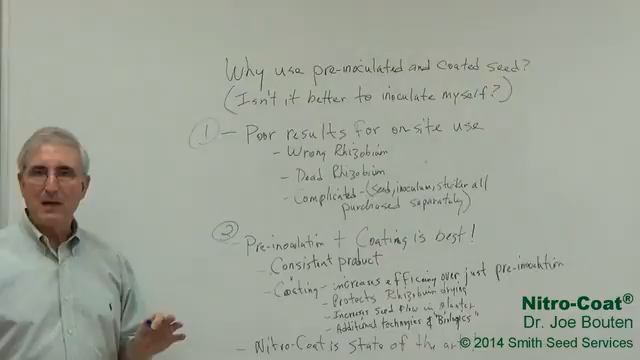 Why use pre-inoculated and coated seed?
(Isn't it better to inoculate myself?)
① - Poor results for on-site use
- Wrong Rhizobium
- Dead Rhizobium
- Complicated - (seed, inoculum, sticker all
purchased separately)
② - Pre-inoculation + Coating is best!
- Consistent product
- Coating - increases efficiency over just pre-inoculation
- Protects Rhizobium drying
- Increase seed flow in planter
- Additional technologies & "Biologics"
- Nitro-Coat is state of the art
Nitro-Coat®
Dr. Joe Bouten
© 2014 Smith Seed Services